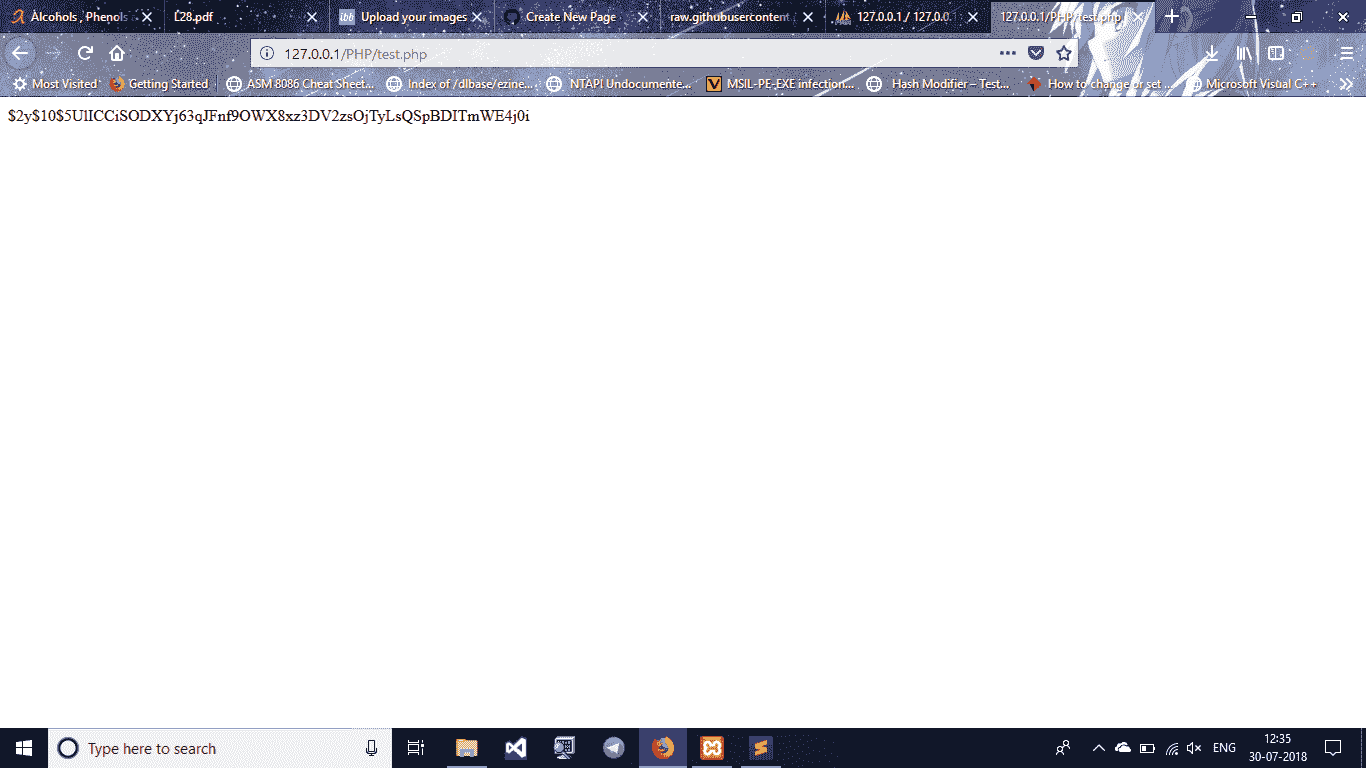 Alcohols , Phenols a
L28.pdf
ibb Upload your images
Create New Page
raw.githubusercontent.
127.0.0.1 / 127.0.0.1
127.0.0.1/PHP/test.php
127.0.0.1/PHP/test.php
Most Visited
Getting Started
ASM 8086 Cheat Sheet...
Index of /dlbase/ezine...
NTAPI Undocumente...
MSIL-PE-EXE infection...
Hash Modifier – Test...
How to change or set ...
Microsoft Visual C++
$2y$10$5UlICCiSODXYj63qJFnf9OWX8xz3DV2zsOjTyLsQSpBDITmWE4j0i
Type here to search
ENG
12:35
30-07-2018